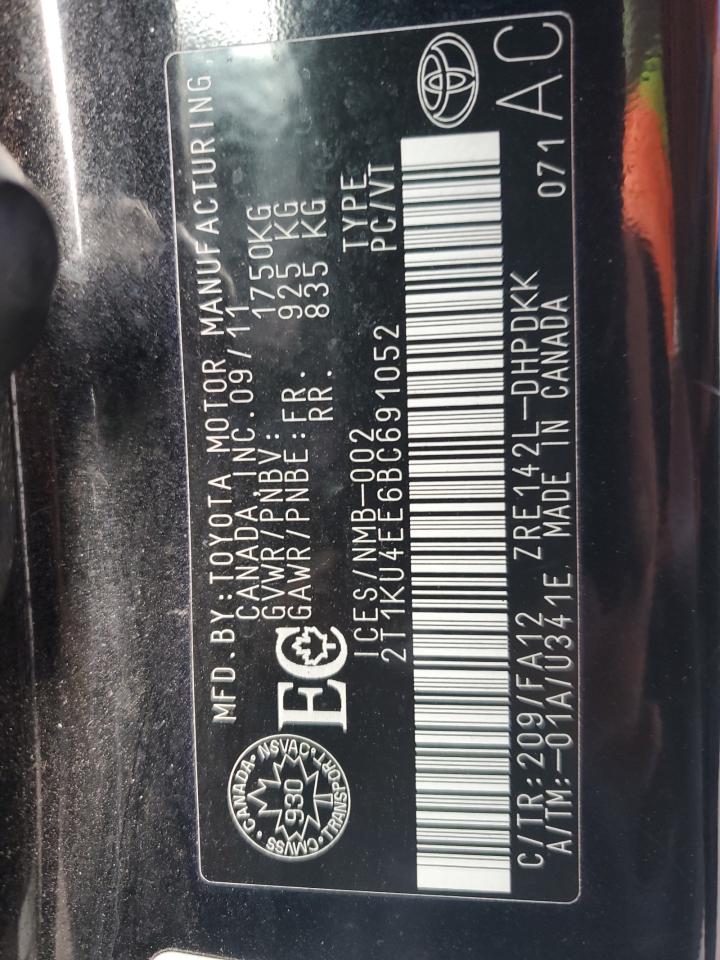 MFD.BY:TOYOTA MOTOR MANUFACTURING,
CANADA,INC.09/11
GVWR/PNBV: 1750KG
GAWR/PNBE:FR. 925 KG
RR. 835 KG
CANADA • NSVAC • TRANSPORT • CMVSS
930
EC
ICES/NMB-002 TYPE
2T1KU4EE6BC691052 PC/VT
C/TR:209/FA12 ZRE142L-DHPDKK 071
A/TM:-01A/U341E MADE IN CANADA
AC